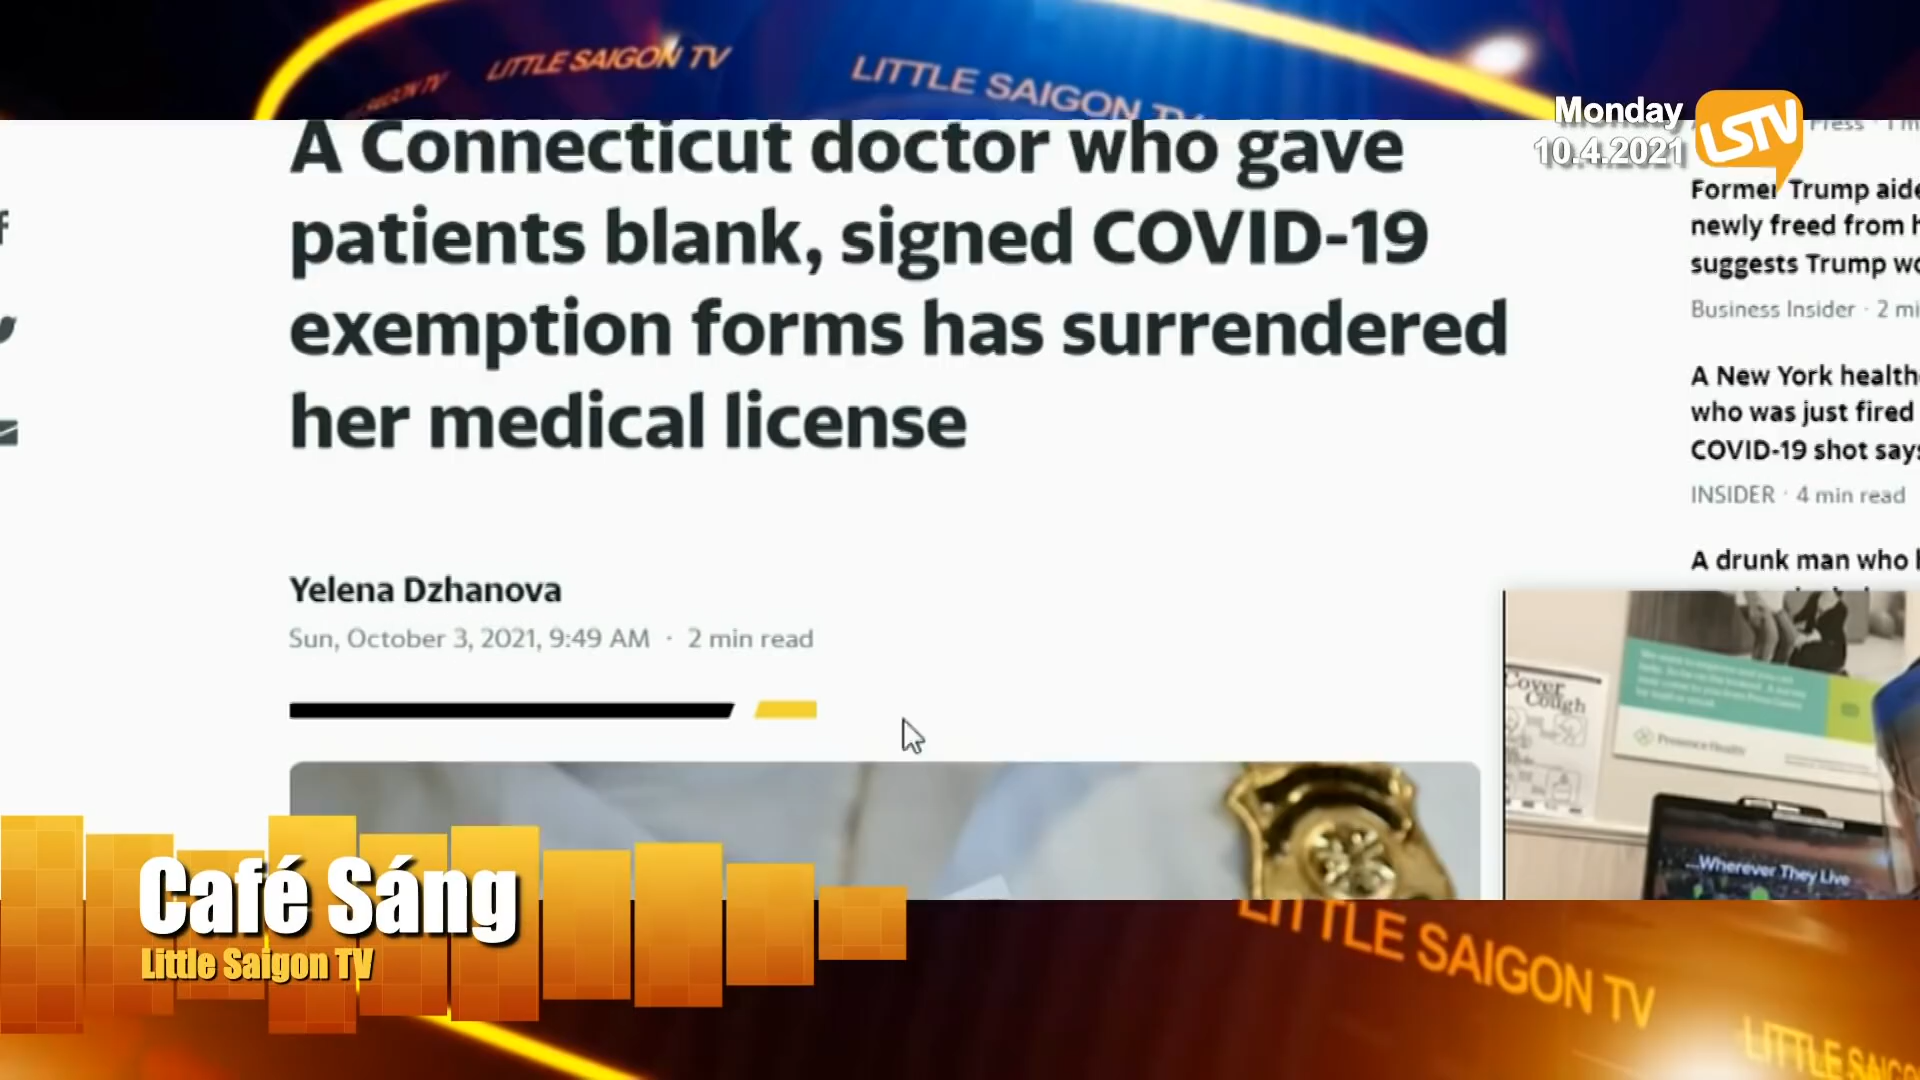 LITTLE SAIGON TV
LITTLE SAIGON TV
SAIGON TV
Monday
10.4.2021
LSTV
A Connecticut doctor who gave
patients blank, signed COVID-19
exemption forms has surrendered
her medical license
Yelena Dzhanova
Sun, October 3, 2021, 9:49 AM · 2 min read
Press
Former Trump aide
newly freed from
suggests Trump
Business Insider · 2
A New York
who was just fired
COVID-19 shot says
INSIDER · 4 min read
A drunk man who
Cover
Cough
Presence Health
...Wherever They Live
Café Sáng
Little Saigon TV
LITTLE SAIGON TV
LITTLE